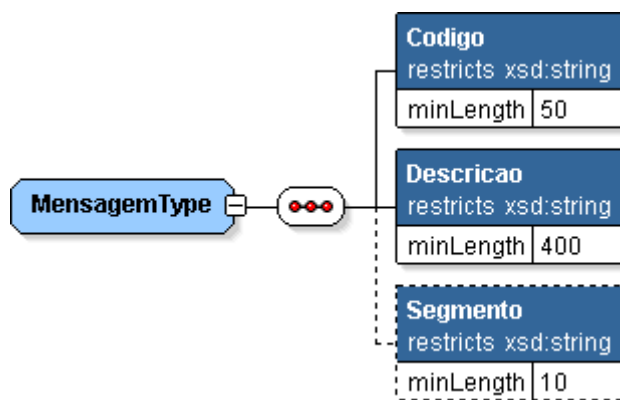 Codigo
restricts xsd:string
minLength 50
MensagemType
Descricao
restricts xsd:string
minLength 400
Segmento
restricts xsd:string
minLength 10